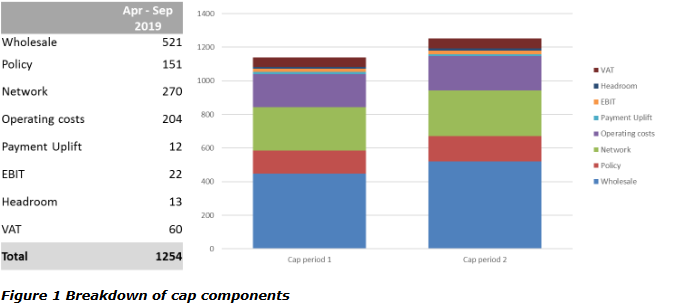 Apr - Sep
2019
Wholesale 521
Policy 151
Network 270
Operating costs 204
Payment Uplift 12
EBIT 22
Headroom 13
VAT 60
Total 1254
1400
1200
1000
800
600
400
200
0
Cap period 1 Cap period 2
VAT
Headroom
EBIT
Payment Uplift
Operating costs
Network
Policy
Wholesale
Figure 1 Breakdown of cap components